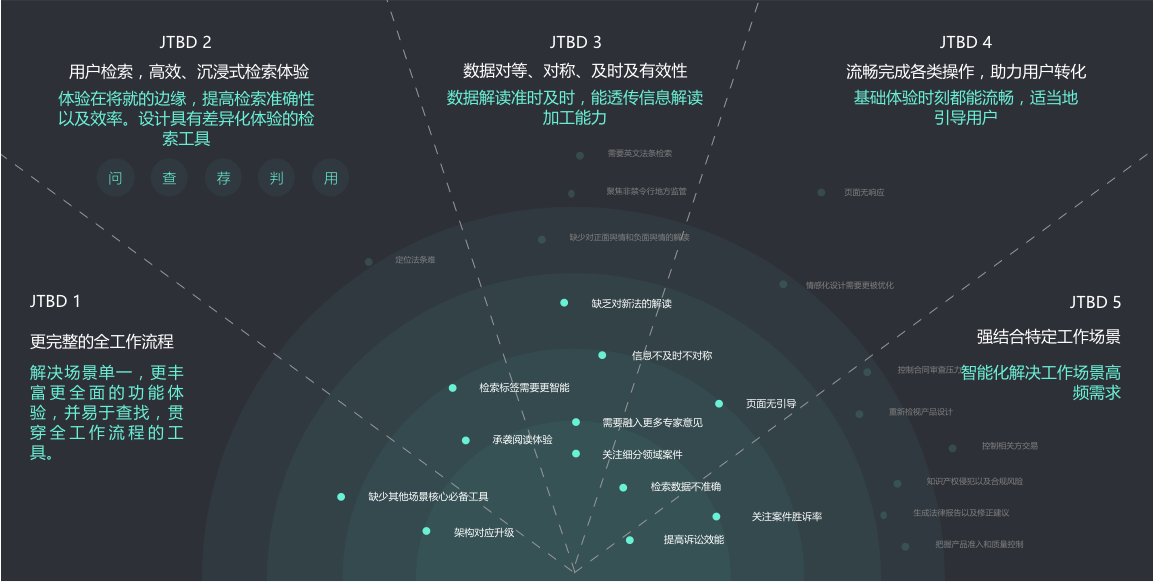 JTBD 2
用户检索，高效、沉浸式检索体验
体验在将就的边缘，提高检索准确性
以及效率。设计具有差异化体验的检
索工具
问
查
荐
判
用
JTBD 3
数据对等、对称、及时及有效性
数据解读准时及时，能透传信息解读
加工能力
JTBD 4
流畅完成各类操作，助力用户转化
基础体验时刻都能流畅，适当地
引导用户
JTBD 1
更完整的全工作流程
解决场景单一，更丰
富更全面的功能体
验，并易于查找，贯
穿全工作流程的工
具。
JTBD 5
强结合特定工作场景
智能化解决工作场景高
频需求
需要英文法条检索
聚焦非禁令行地方监管
页面无响应
缺少对正面舆情和负面舆情的解读
定位法条难
情感化设计需要更被优化
缺乏对新法的解读
信息不及时不对称
控制合同审查压力
检索标签需要更智能
页面无引导
重新检视产品设计
需要融入更多专家意见
承袭阅读体验
控制相关方交易
关注细分领域案件
知识产权侵犯以及合规风险
检索数据不准确
缺少其他场景核心必备工具
生成法律报告以及修正建议
关注案件胜诉率
架构对应升级
提高诉讼效能
把握产品准入和质量控制